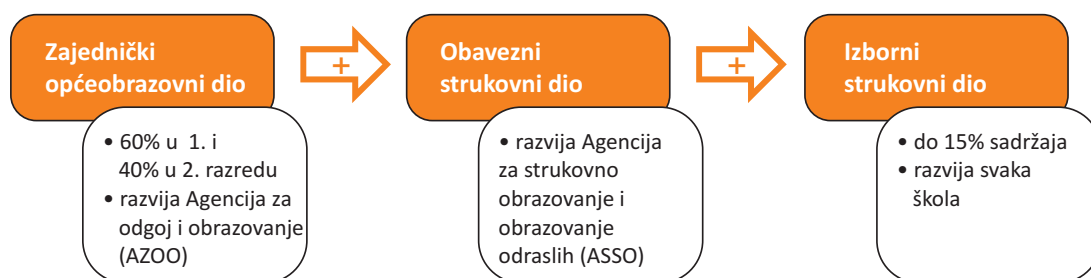 Zajednički
općeobrazovni dio
+
Obavezni
strukovni dio
+
Izborni
strukovni dio
• 60% u 1. i
40% u 2. razredu
• razvija Agencija za
odgoj i obrazovanje
(AZOO)
• razvija Agencija
za strukovno
obrazovanje i
obrazovanje
odraslih (ASSO)
• do 15% sadržaja
• razvija svaka
škola